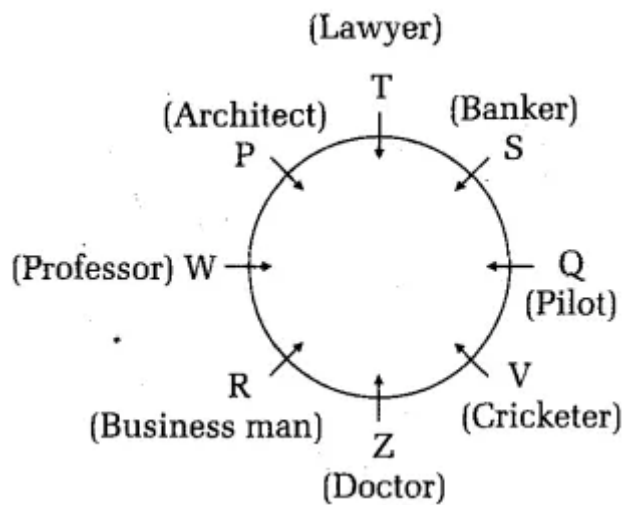 (Lawyer)
T
(Architect)
P
(Banker)
S
(Professor) W
Q
(Pilot)
R
(Business man)
V
(Cricketer)
Z
(Doctor)